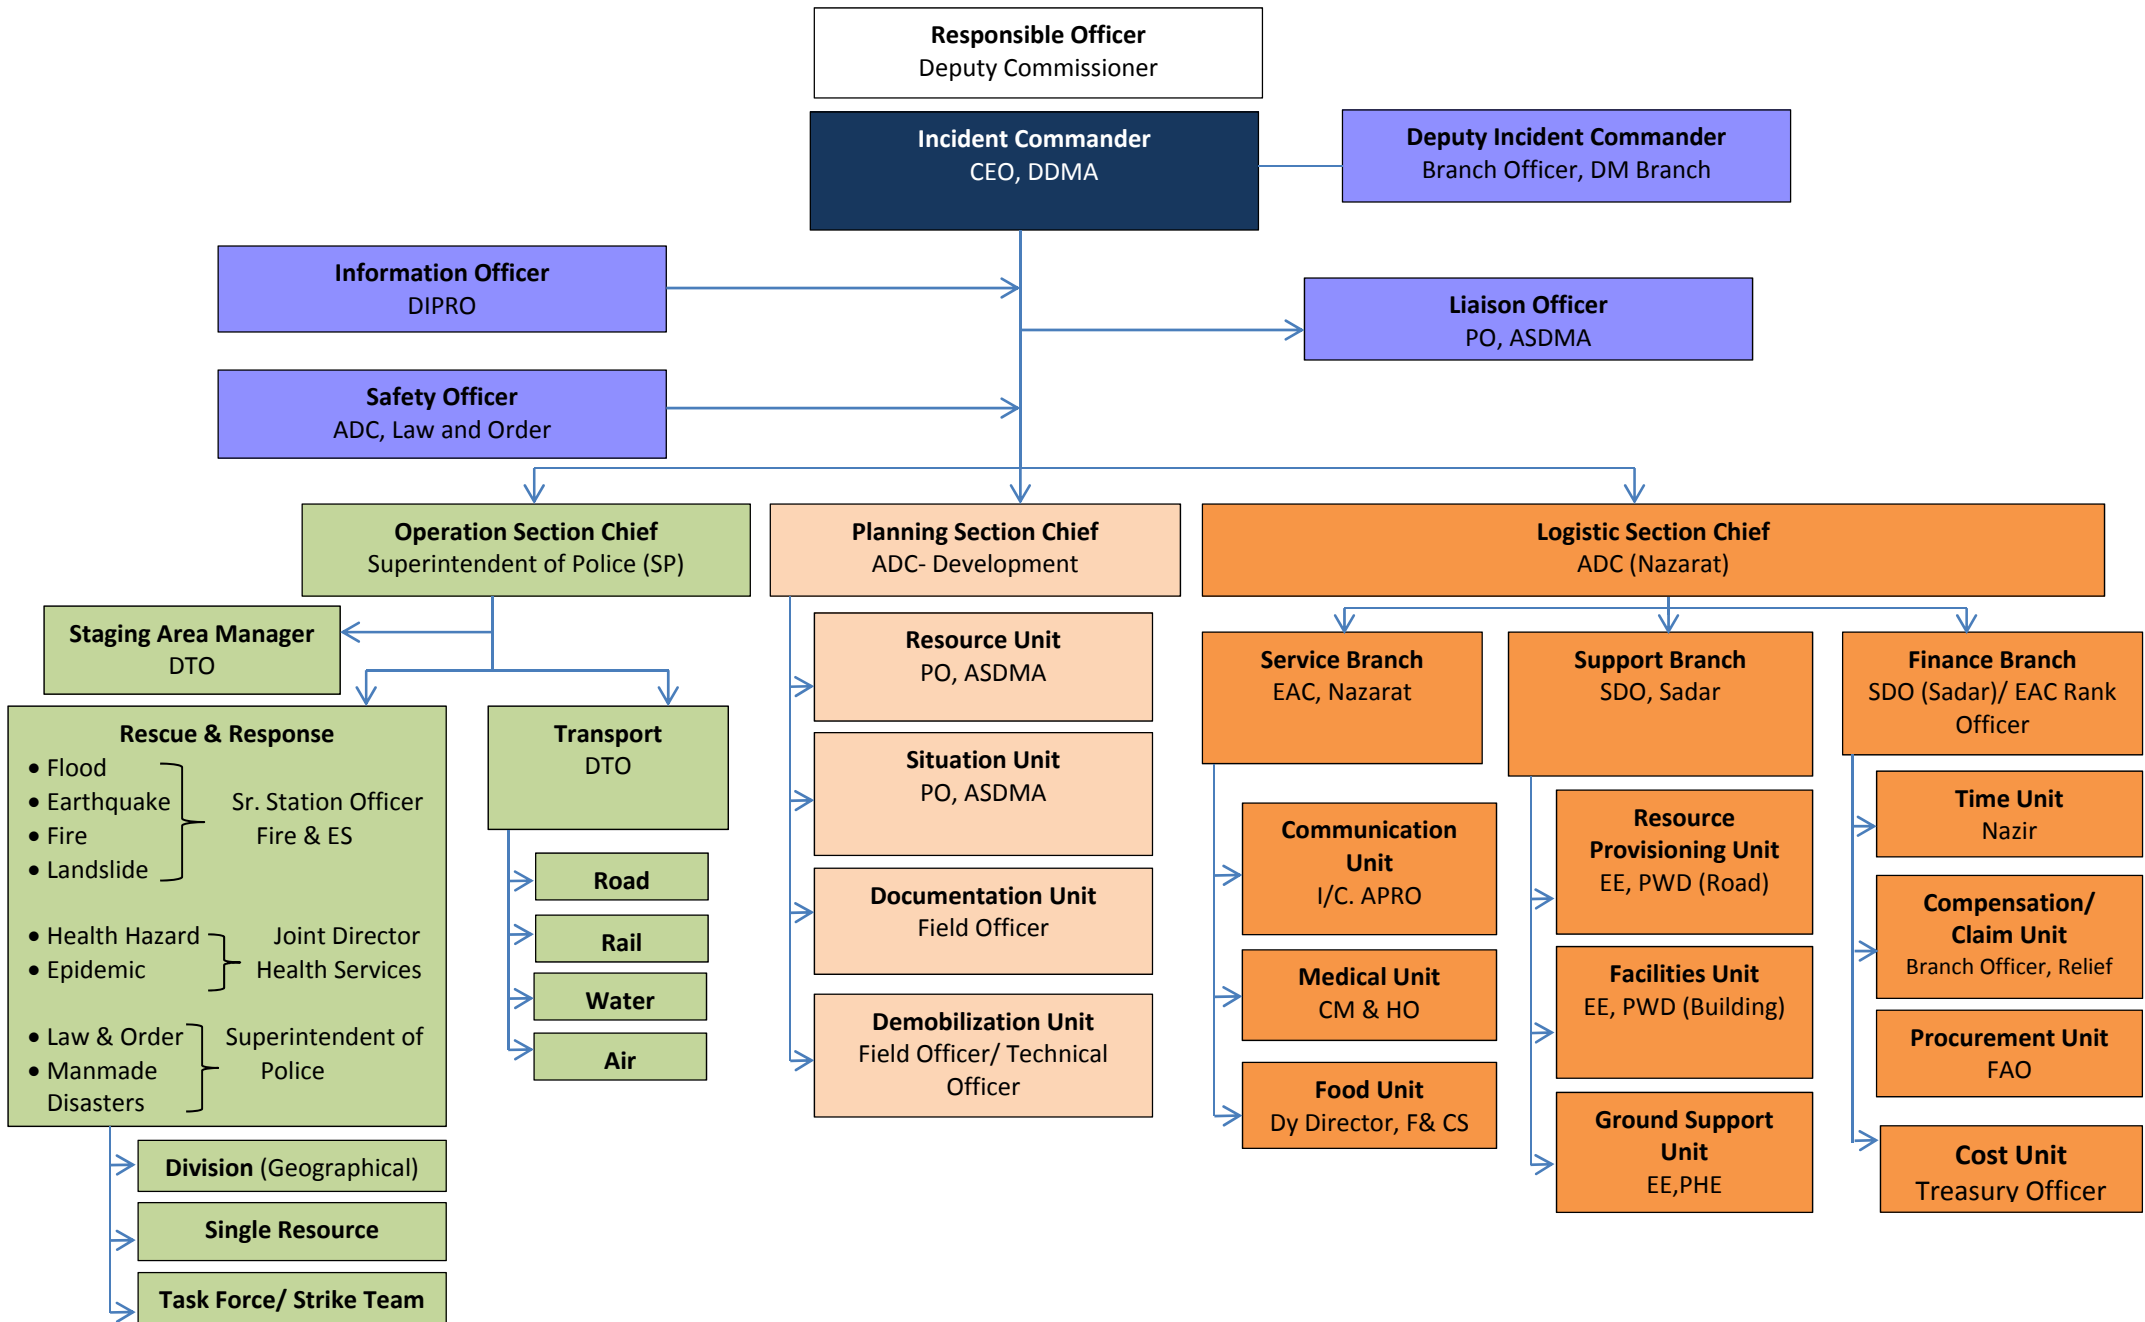 Responsible Officer
Deputy Commissioner
Incident Commander
CEO, DDMA
Deputy Incident Commander
Branch Officer, DM Branch
Information Officer
DIPRO
Liaison Officer
PO, ASDMA
Safety Officer
ADC, Law and Order
Operation Section Chief
Superintendent of Police (SP)
Planning Section Chief
ADC- Development
Logistic Section Chief
ADC (Nazarat)
Staging Area Manager
DTO
Rescue & Response
• Flood
• Earthquake
• Fire
• Landslide
Sr. Station Officer
Fire & ES
• Health Hazard
• Epidemic
Joint Director
Health Services
• Law & Order
• Manmade
Disasters
Superintendent of
Police
Division (Geographical)
Single Resource
Task Force/ Strike Team
Transport
DTO
Road
Rail
Water
Air
Resource Unit
PO, ASDMA
Situation Unit
PO, ASDMA
Documentation Unit
Field Officer
Demobilization Unit
Field Officer/ Technical
Officer
Service Branch
EAC, Nazarat
Communication
Unit
I/C. APRO
Medical Unit
CM & HO
Food Unit
Dy Director, F& CS
Support Branch
SDO, Sadar
Resource
Provisioning Unit
EE, PWD (Road)
Facilities Unit
EE, PWD (Building)
Ground Support
Unit
EE,PHE
Finance Branch
SDO (Sadar)/ EAC Rank
Officer
Time Unit
Nazir
Compensation/
Claim Unit
Branch Officer, Relief
Procurement Unit
FAO
Cost Unit
Treasury Officer